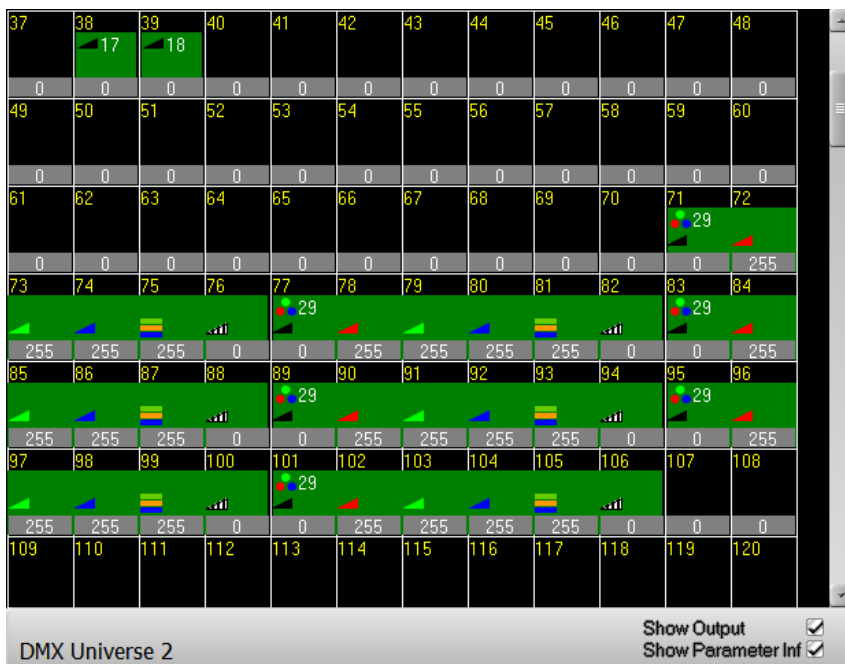 37 38 39 40 41 42 43 44 45 46 47 48
17 18
0 0 0 0 0 0 0 0 0 0 0 0
49 50 51 52 53 54 55 56 57 58 59 60
0 0 0 0 0 0 0 0 0 0 0 0
61 62 63 64 65 66 67 68 69 70 71 72
29
0 0 0 0 0 0 0 0 0 0 0 255
73 74 75 76 77 78 79 80 81 82 83 84
29 29
255 255 255 0 0 255 255 255 255 0 0 255
85 86 87 88 89 90 91 92 93 94 95 96
29 29
255 255 255 0 0 255 255 255 255 0 0 255
97 98 99 100 101 102 103 104 105 106 107 108
29
255 255 255 0 0 255 255 255 255 0 0 0
109 110 111 112 113 114 115 116 117 118 119 120
Show Output
DMX Universe 2
Show Parameter Inf